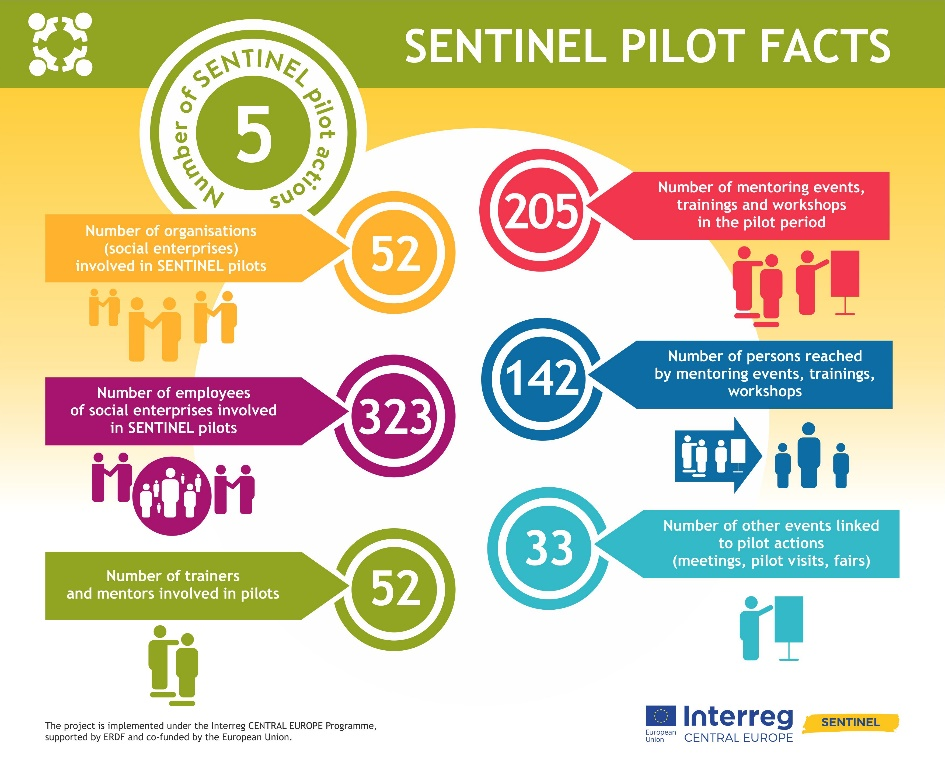 SENTINEL PILOT FACTS
Number of SENTINEL pilot actions
5
Number of organisations
(social enterprises)
involved in SENTINEL pilots
52
205
Number of mentoring events,
trainings and workshops
in the pilot period
Number of employees
of social enterprises involved
in SENTINEL pilots
323
142
Number of persons reached
by mentoring events, trainings,
workshops
Number of trainers
and mentors involved in pilots
52
33
Number of other events linked
to pilot actions
(meetings, pilot visits, fairs)
The project is implemented under the Interreg CENTRAL EUROPE Programme,
supported by ERDF and co-funded by the European Union.
European
Union
Interreg
CENTRAL EUROPE
SENTINEL